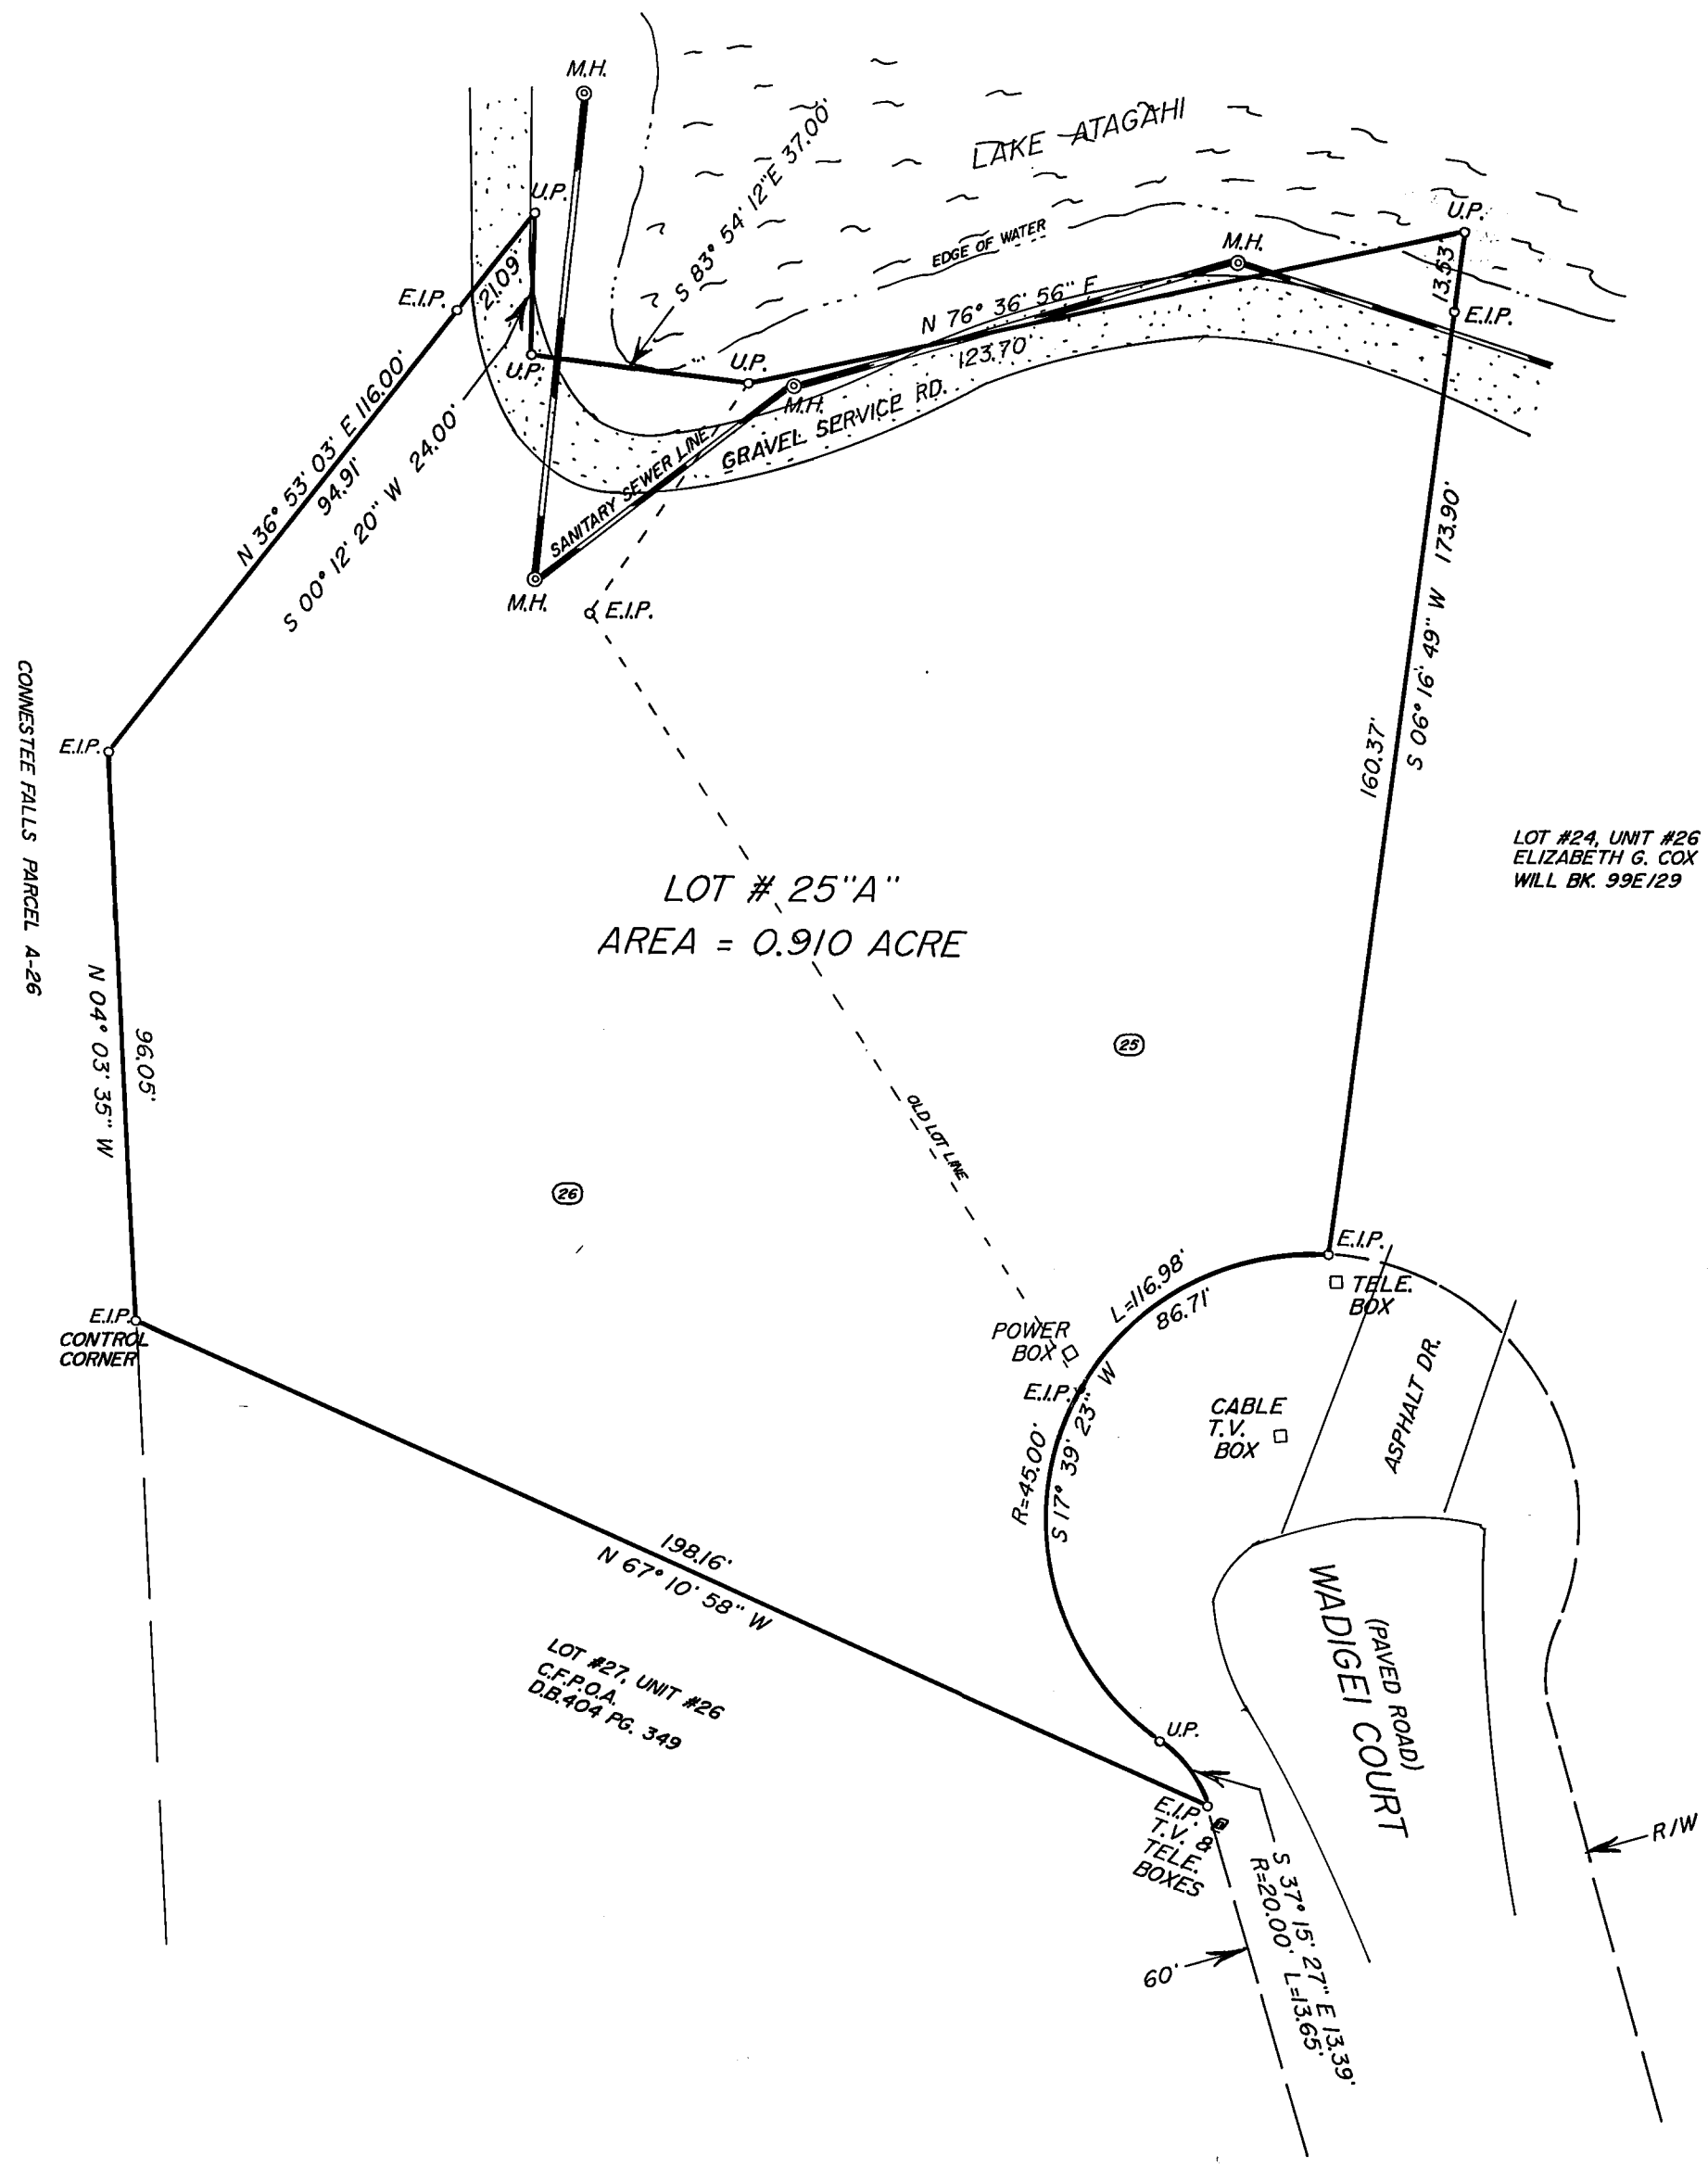 M.H.
LAKE ATAGAHI
S 83° 54' 12" E 37.00'
U.P.
U.P.
EDGE OF WATER
M.H.
13.53'
21.09'
E.I.P.
E.I.P.
N 76° 36' 56" E
123.70'
U.P.
U.P.
M.H.
GRAVEL SERVICE RD.
N 36° 53' 03' E 116.00'
94.91'
S 00° 12' 20" W 24.00'
SANITARY SEWER LINE
M.H.
E.I.P.
S 06° 16' 49" W 173.90'
160.37'
CONNESTEE FALLS PARCEL A-26
E.I.P.
LOT #24, UNIT #26
ELIZABETH G. COX
WILL BK. 99E129
LOT # 25"A"
AREA = 0.910 ACRE
N 04° 03' 35" W
96.05'
25
OLD LOT LINE
26
E.I.P.
TELE.
BOX
L=116.98'
86.71'
E.I.P.
CONTROL
CORNER
POWER
BOX
E.I.P.
R=45.00'
S 17° 39' 23" W
CABLE
T.V.
BOX
ASPHALT DR.
198.16'
N 67° 10' 58" W
LOT #27, UNIT #26
C.F.P.O.A.
D.B.404 PG. 349
(PAVED ROAD)
WADIGEI COURT
U.P.
E.I.P.
T.V. &
TELE.
BOXES
R/W
S 37° 15' 27" E 13.39'
R=20.00' L=13.65'
60'